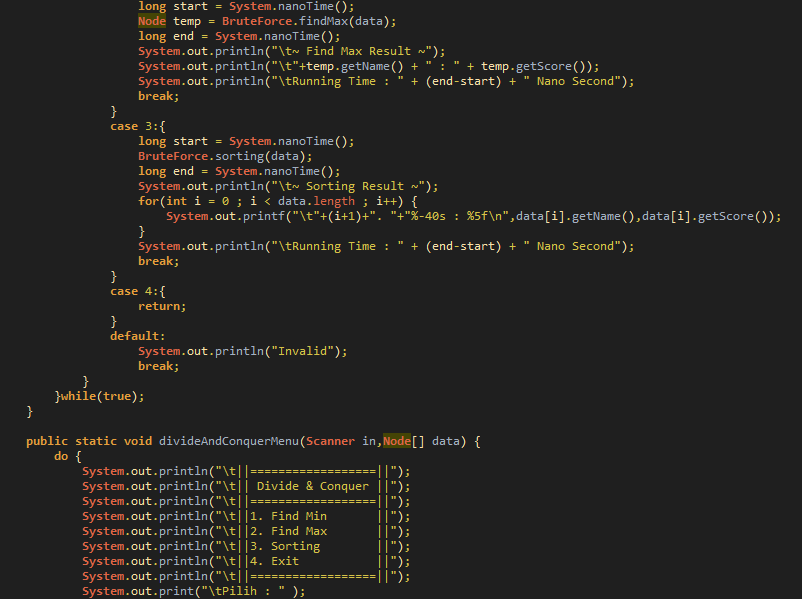 long start = System.nanoTime();
Node temp = BruteForce.findMax(data);
long end = System.nanoTime();
System.out.println("\t~ Find Max Result ~");
System.out.println("\t"+temp.getName() + " : " + temp.getScore());
System.out.println("\tRunning Time : " + (end-start) + " Nano Second");
break;
}
case 3:{
long start = System.nanoTime();
BruteForce.sorting(data);
long end = System.nanoTime();
System.out.println("\t~ Sorting Result ~");
for(int i = 0 ; i < data.length ; i++) {
System.out.printf("\t"+(i+1)+". "+"%-40s : %5f\n",data[i].getName(),data[i].getScore());
}
System.out.println("\tRunning Time : " + (end-start) + " Nano Second");
break;
}
case 4:{
return;
}
default:
System.out.println("Invalid");
break;
}
}while(true);
}
public static void divideAndConquerMenu(Scanner in,Node[] data) {
do {
System.out.println("\t||==================||");
System.out.println("\t|| Divide & Conquer ||");
System.out.println("\t||==================||");
System.out.println("\t||1. Find Min       ||");
System.out.println("\t||2. Find Max       ||");
System.out.println("\t||3. Sorting        ||");
System.out.println("\t||4. Exit           ||");
System.out.println("\t||==================||");
System.out.print("\tPilih : " );